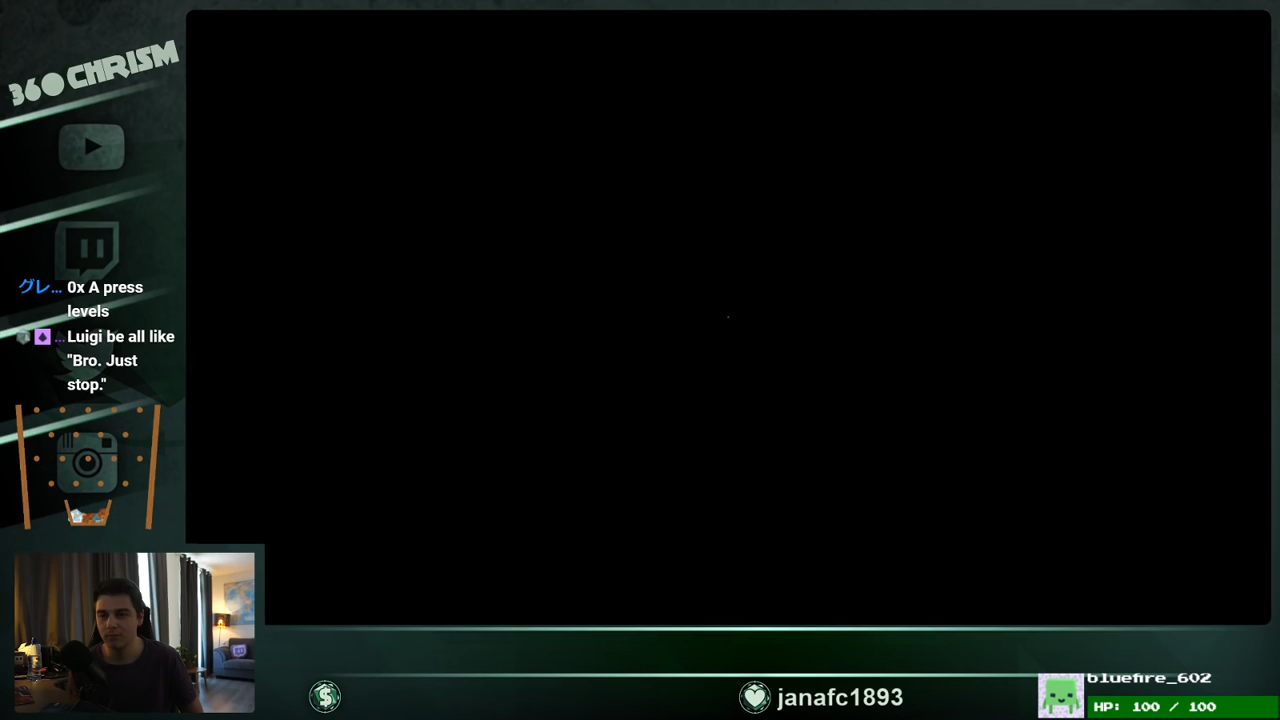 360 CHRISM
グレ... 0x A press
levels
... Luigi be all like
"Bro. Just
stop."
janafc1893
bluefire_602
HP: 100 / 100